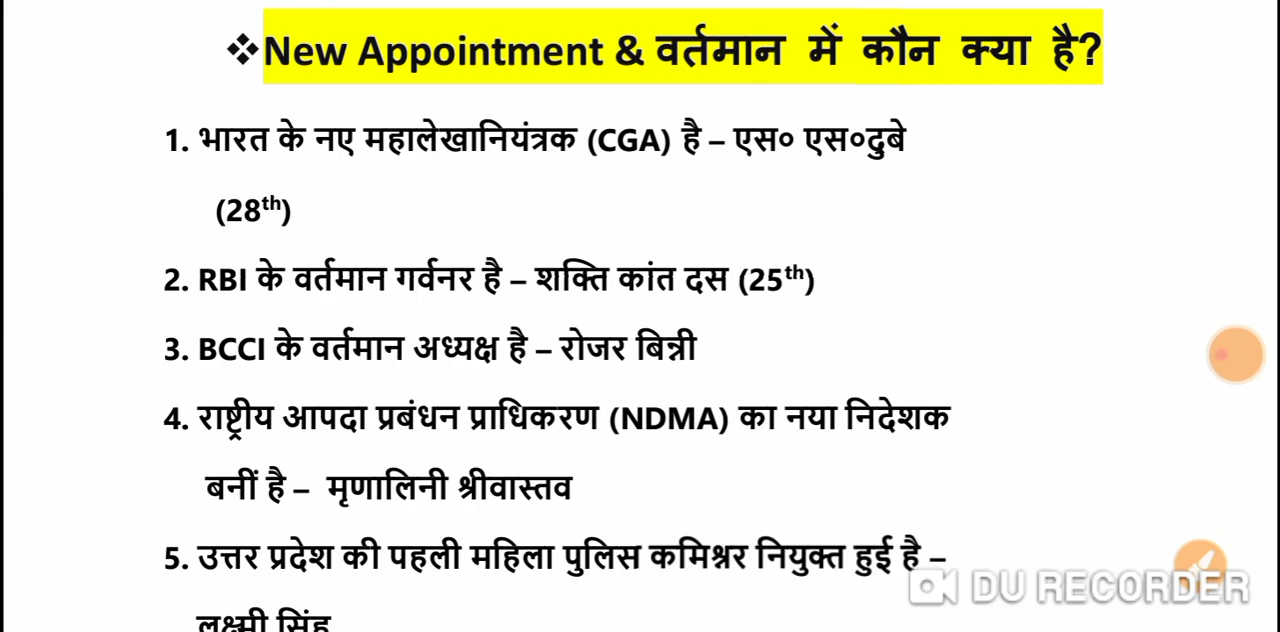 ❖New Appointment & वर्तमान में कौन क्या है?
1. भारत के नए महालेखानियंत्रक (CGA) है – एस० एस०दुबे
(28th)
2. RBI के वर्तमान गर्वनर है – शक्ति कांत दस (25th)
3. BCCI के वर्तमान अध्यक्ष है – रोजर बिन्नी
4. राष्ट्रीय आपदा प्रबंधन प्राधिकरण (NDMA) का नया निदेशक
बनीं है – मृणालिनी श्रीवास्तव
5. उत्तर प्रदेश की पहली महिला पुलिस कमिश्नर नियुक्त हुई है –
लक्ष्मी सिंह
DU RECORDER